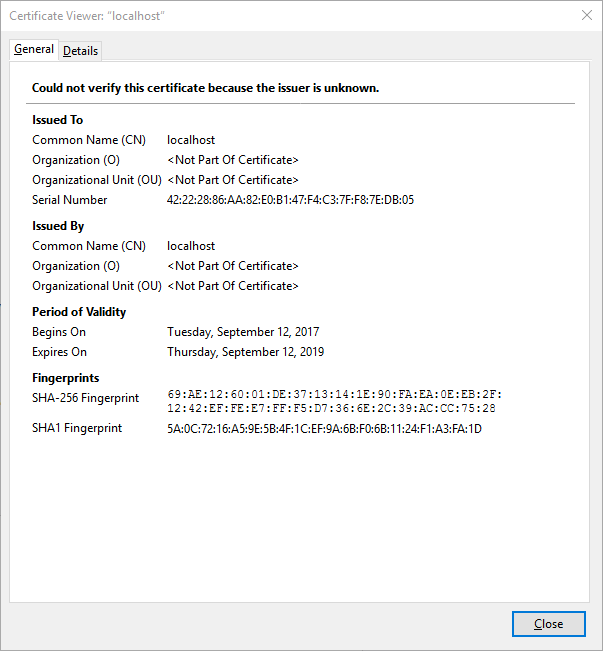 Certificate Viewer: "localhost"
General Details
Could not verify this certificate because the issuer is unknown.
Issued To
Common Name (CN) localhost
Organization (O) <Not Part Of Certificate>
Organizational Unit (OU) <Not Part Of Certificate>
Serial Number 42:22:28:86:AA:82:E0:B1:47:F4:C3:7F:F8:7E:DB:05
Issued By
Common Name (CN) localhost
Organization (O) <Not Part Of Certificate>
Organizational Unit (OU) <Not Part Of Certificate>
Period of Validity
Begins On Tuesday, September 12, 2017
Expires On Thursday, September 12, 2019
Fingerprints
SHA-256 Fingerprint 69:AE:12:60:01:DE:37:13:14:1E:90:FA:EA:0E:EB:2F:
12:42:EF:FE:E7:FF:F5:D7:36:6E:2C:39:AC:CC:75:28
SHA1 Fingerprint 5A:0C:72:16:A5:9E:5B:4F:1C:EF:9A:6B:F0:6B:11:24:F1:A3:FA:1D
Close